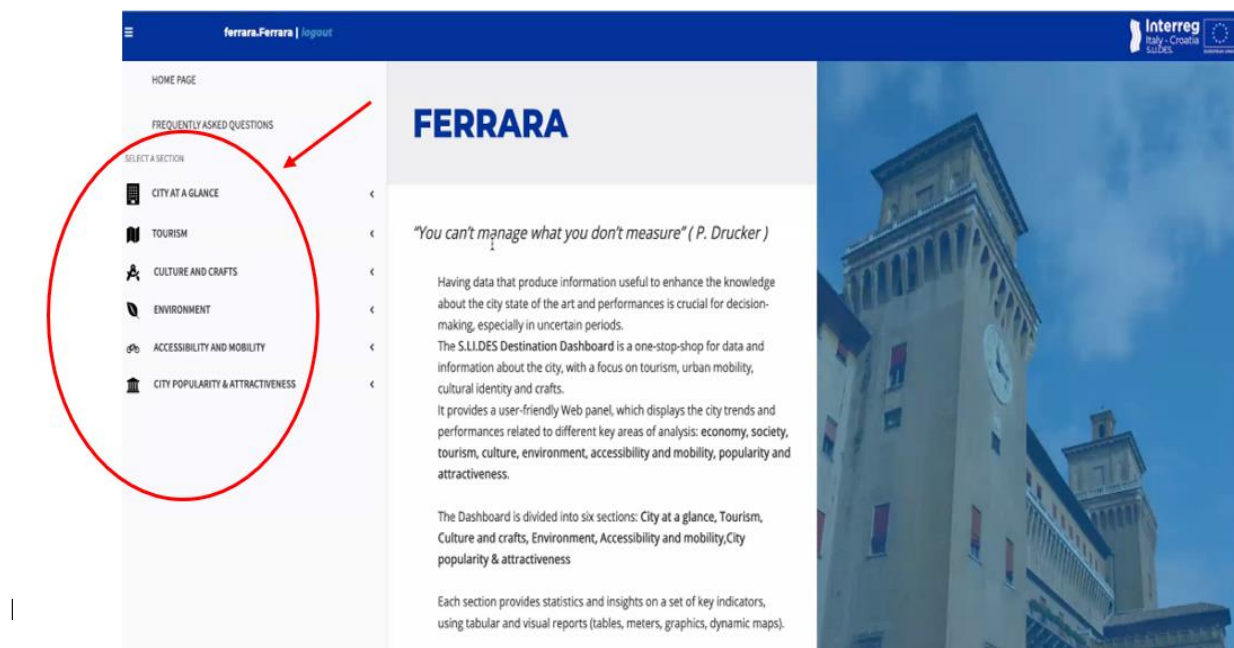 ferrara.Ferrara | logout
Interreg
Italy - Croatia
EUROPEAN UNION
HOME PAGE
FREQUENTLY ASKED QUESTIONS
SELECT A SECTION
CITY AT A GLANCE
TOURISM
CULTURE AND CRAFTS
ENVIRONMENT
ACCESSIBILITY AND MOBILITY
CITY POPULARITY & ATTRACTIVENESS
FERRARA
"You can't manage what you don't measure" ( P. Drucker )
Having data that produce information useful to enhance the knowledge
about the city state of the art and performances is crucial for decision-
making, especially in uncertain periods.
The S.LI.DES Destination Dashboard is a one-stop-shop for data and
information about the city, with a focus on tourism, urban mobility,
cultural identity and crafts.
It provides a user-friendly Web panel, which displays the city trends and
performances related to different key areas of analysis: economy, society,
tourism, culture, environment, accessibility and mobility, popularity and
attractiveness.
The Dashboard is divided into six sections: City at a glance, Tourism,
Culture and crafts, Environment, Accessibility and mobility,City
popularity & attractiveness
Each section provides statistics and insights on a set of key indicators,
using tabular and visual reports (tables, meters, graphics, dynamic maps).